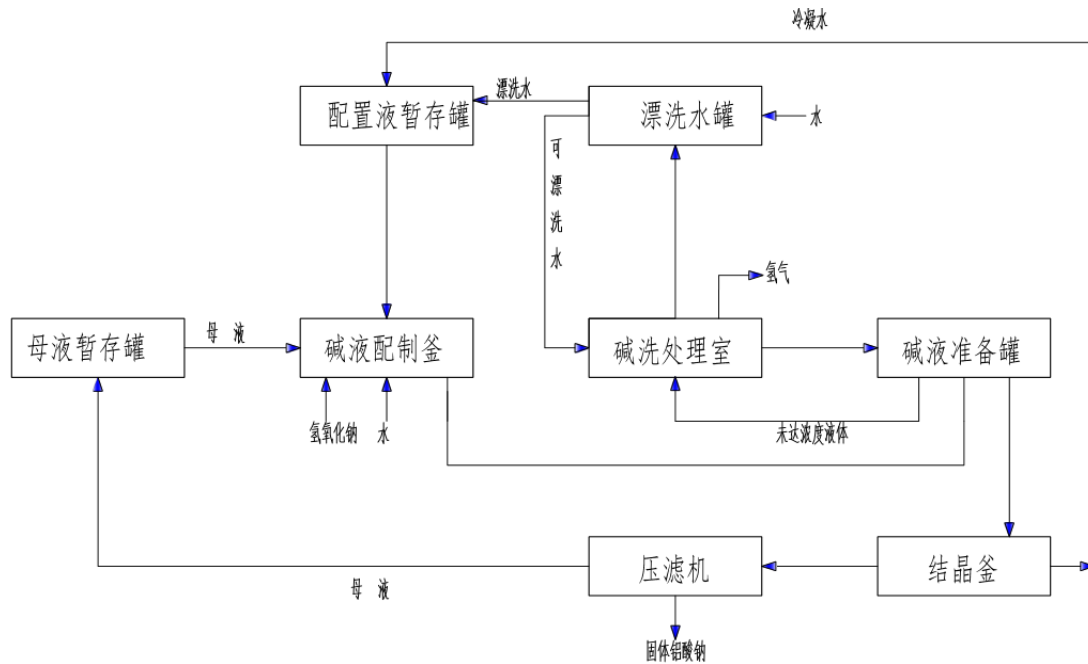 冷凝水
配置液暂存罐
漂洗水
漂洗水罐
水
可漂洗水
氢气
母液暂存罐
母 液
碱液配制釜
碱洗处理室
碱液准备罐
氢氧化钠
水
未达浓度液体
压滤机
结晶釜
母 液
固体铝酸钠